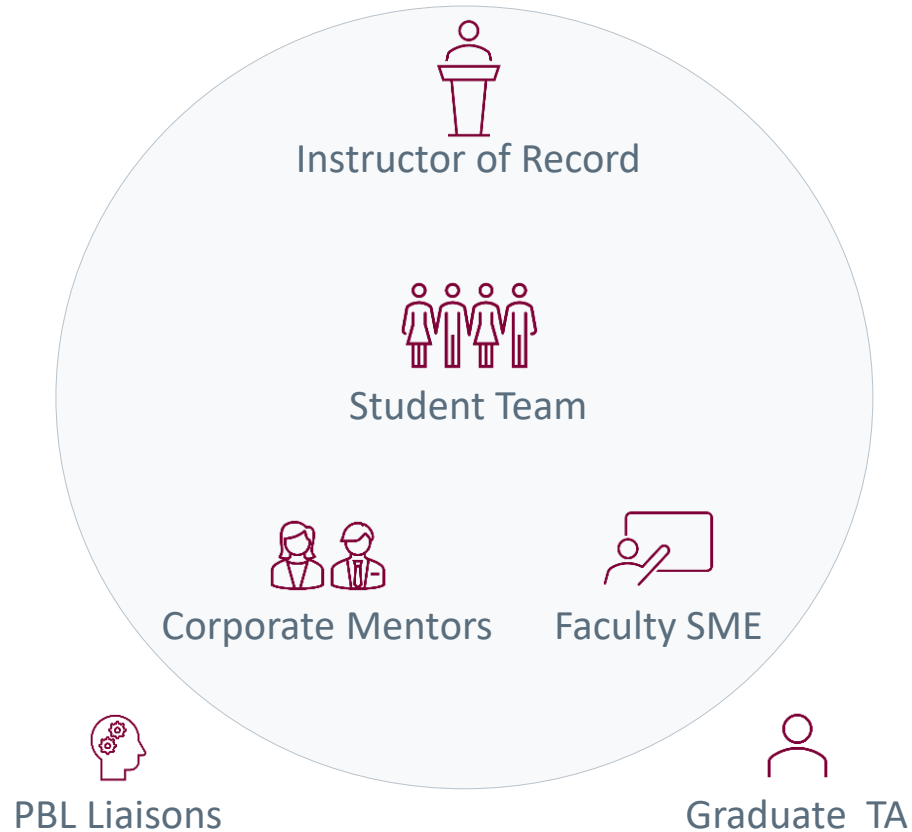 Instructor of Record
Student Team
Corporate Mentors
Faculty SME
PBL Liaisons
Graduate TA